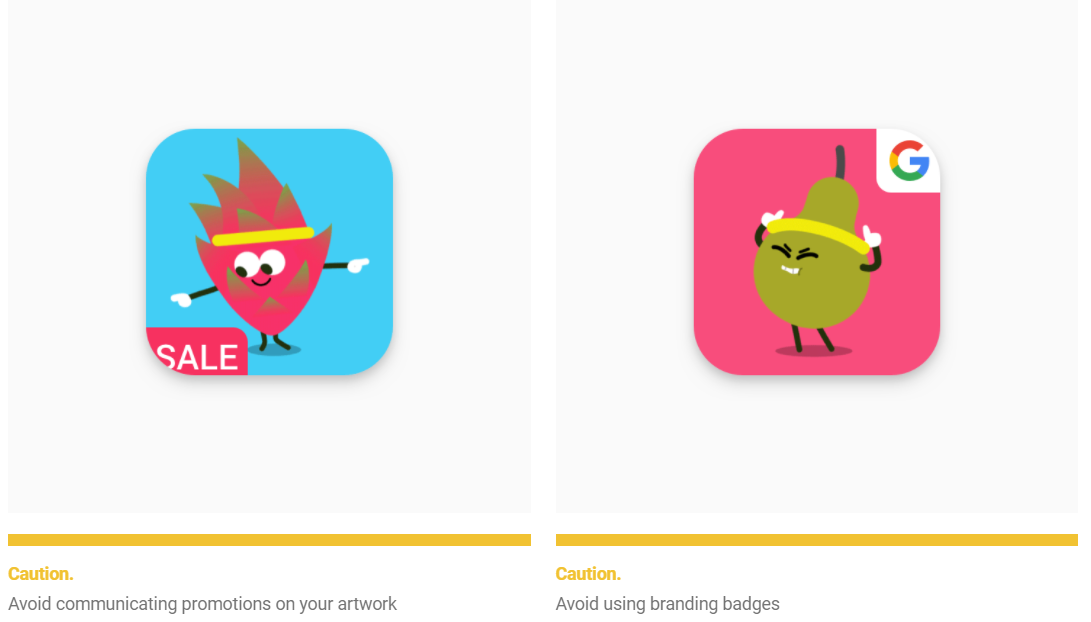 SALE
G
Caution.
Avoid communicating promotions on your artwork
Caution.
Avoid using branding badges